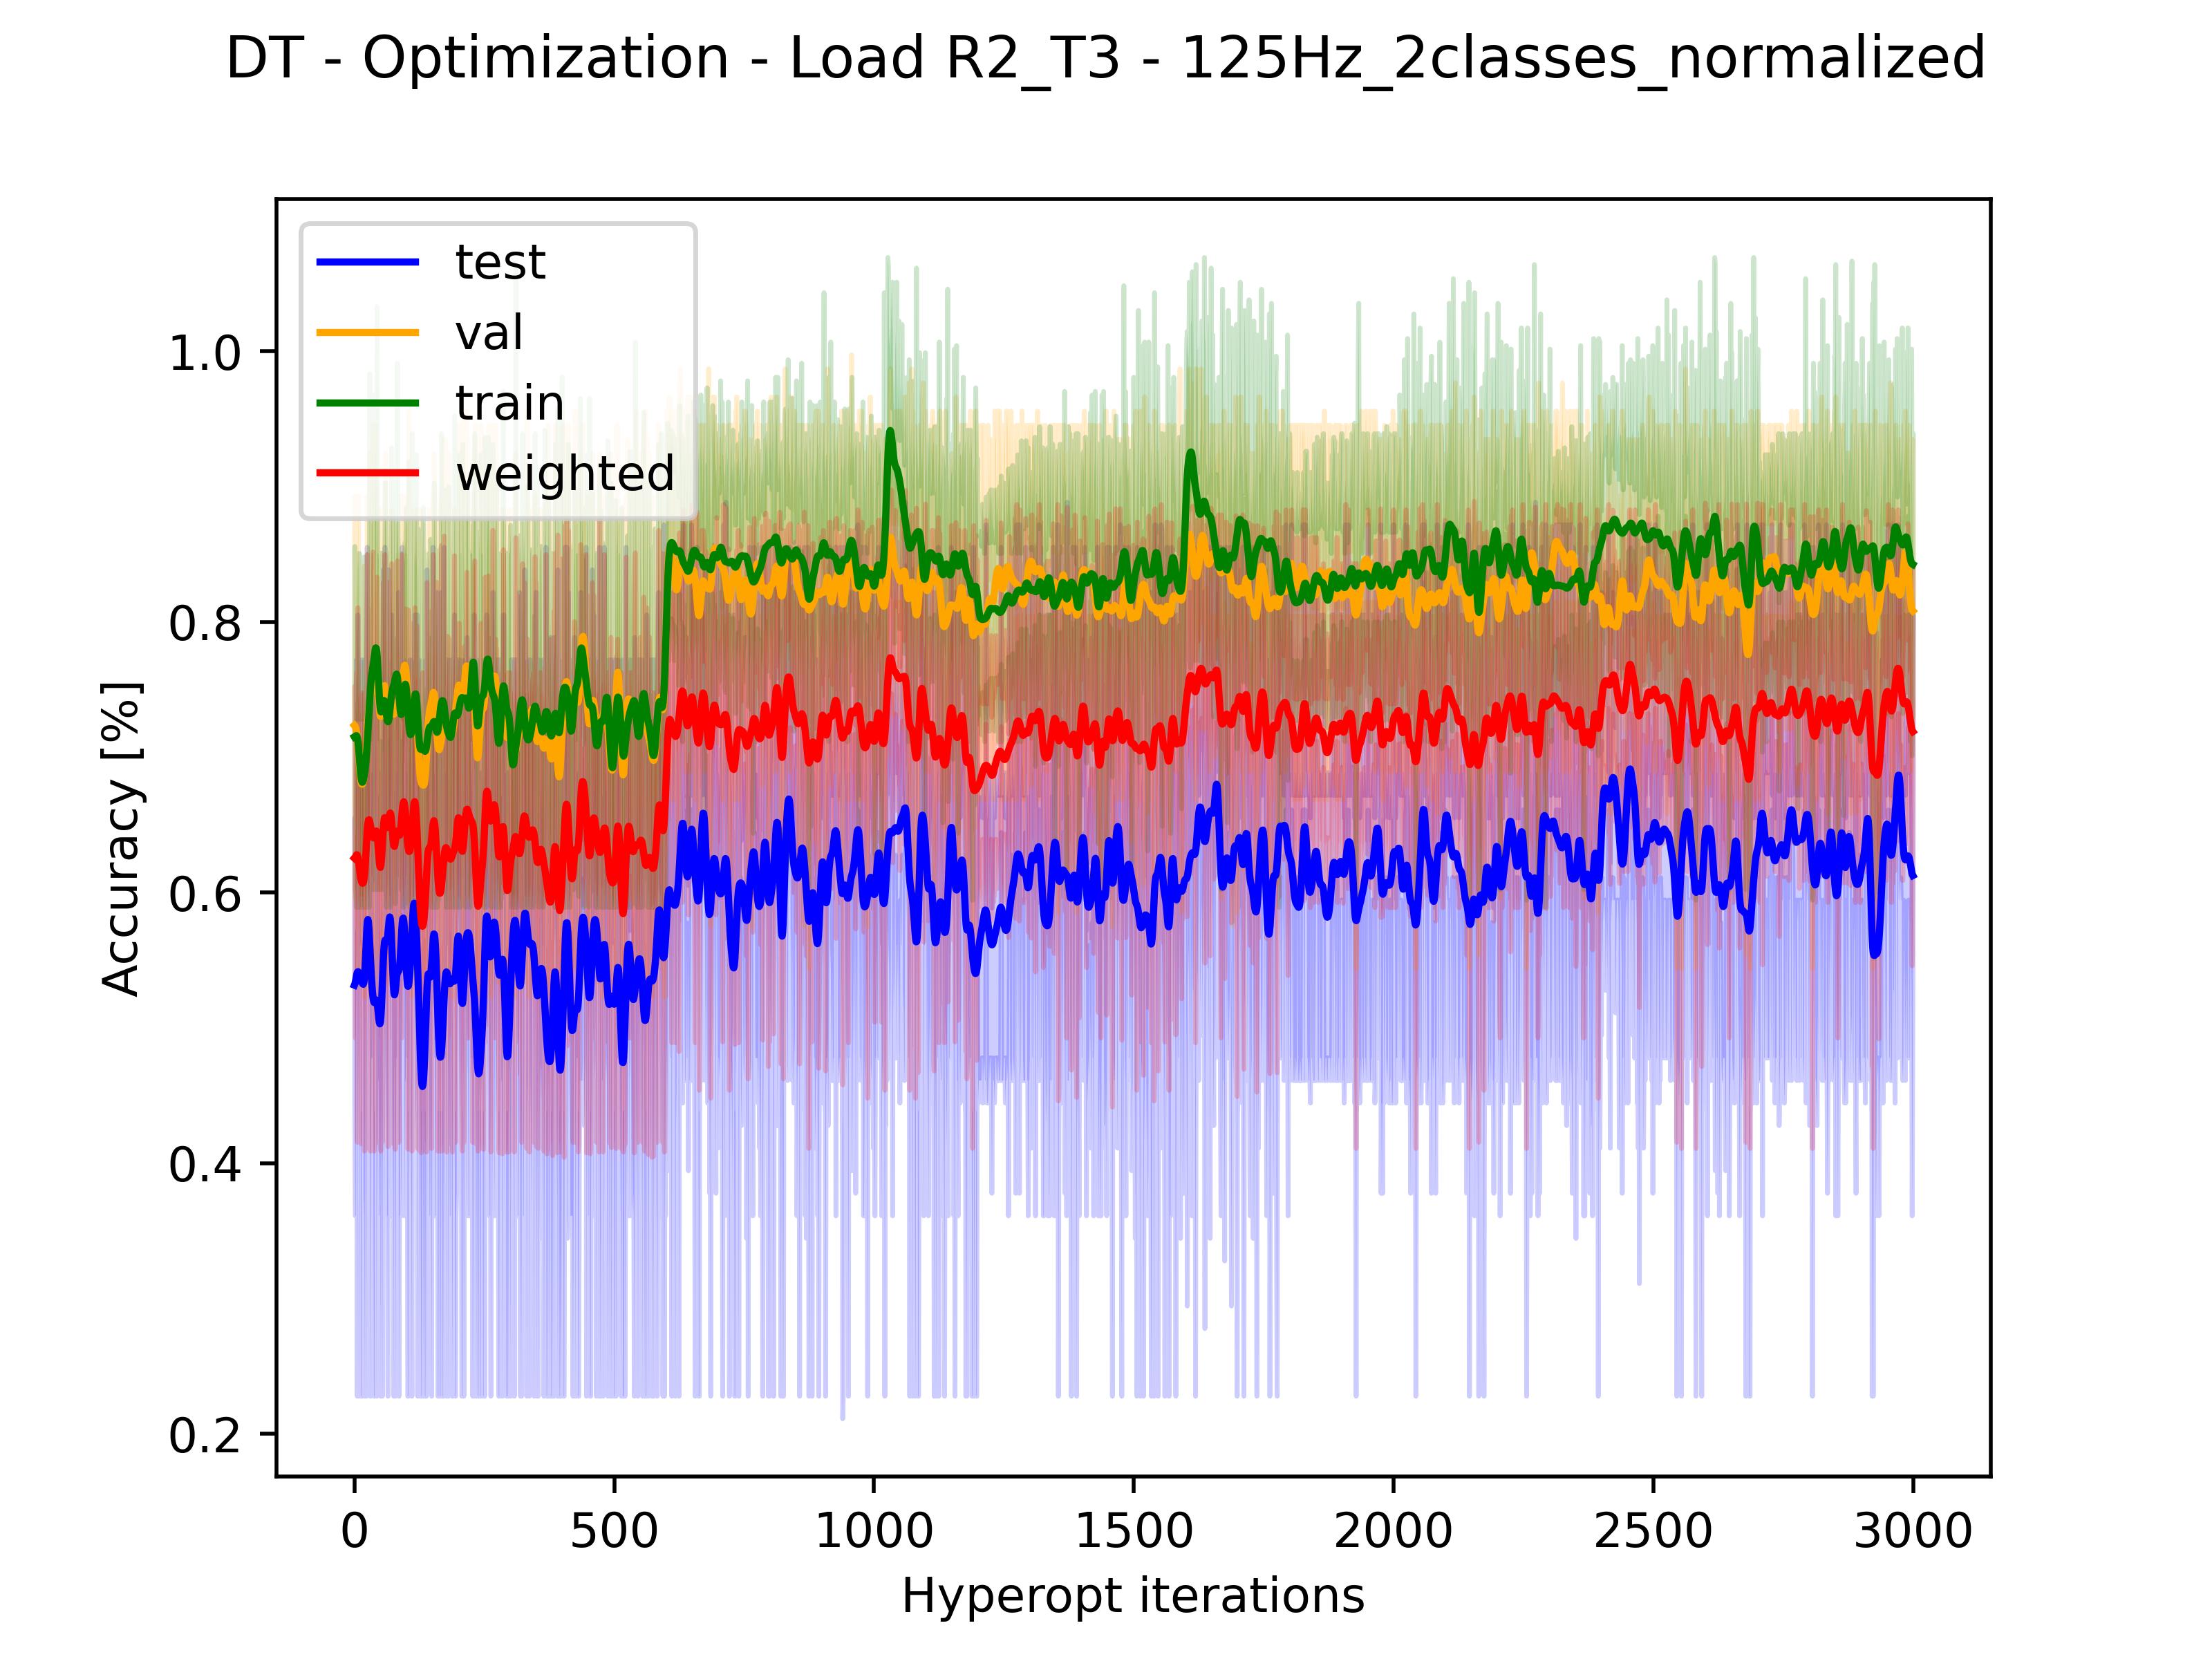 DT - Optimization - Load R2_T3 - 125Hz_2classes_normalized
test
val
train
weighted
1.0
0.8
0.6
0.4
0.2
Accuracy [%]
0 500 1000 1500 2000 2500 3000
Hyperopt iterations